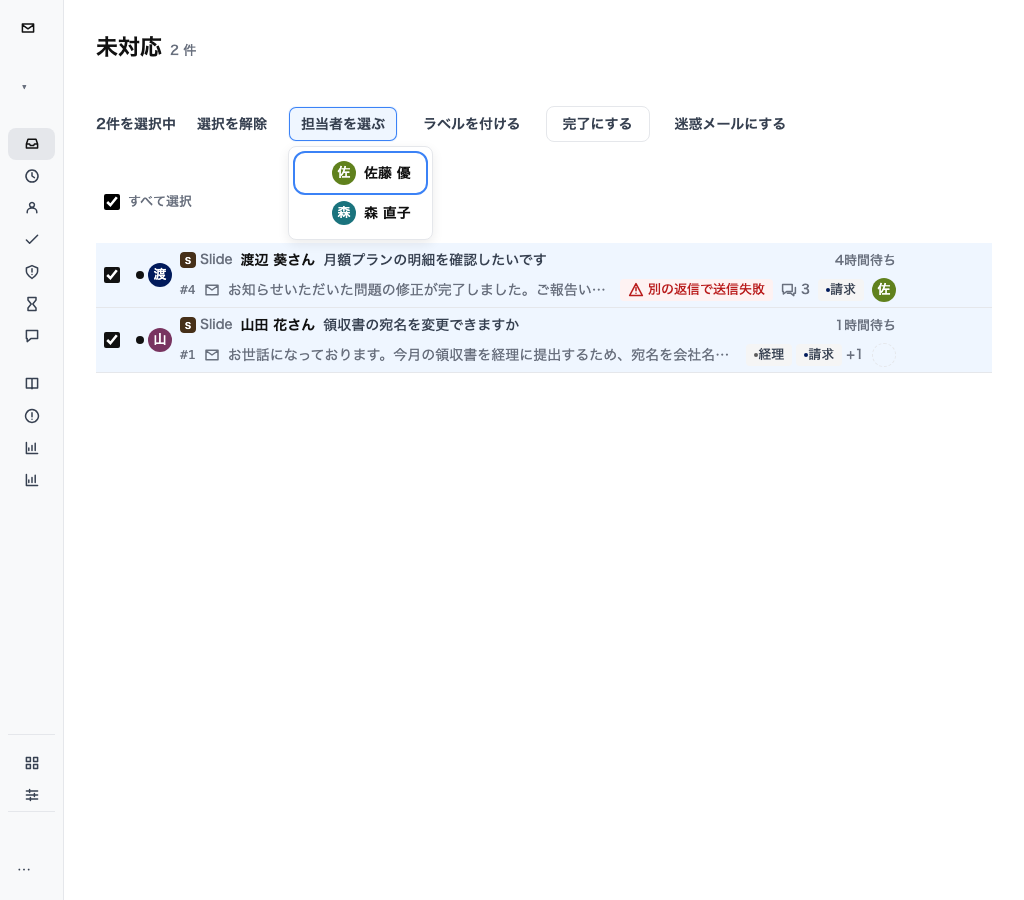 未対応 2 件
2件を選択中 選択を解除 担当者を選ぶ ラベルを付ける 完了にする 迷惑メールにする
佐 佐藤 優
森 森 直子
すべて選択
渡 S Slide 渡辺 葵さん 月額プランの明細を確認したいです 4時間待ち
#4 お知らせいただいた問題の修正が完了しました。ご報告い… 別の返信で送信失敗 3 •請求 佐
山 S Slide 山田 花さん 領収書の宛名を変更できますか 1時間待ち
#1 お世話になっております。今月の領収書を経理に提出するため、宛名を会社名… •経理 •請求 +1
…